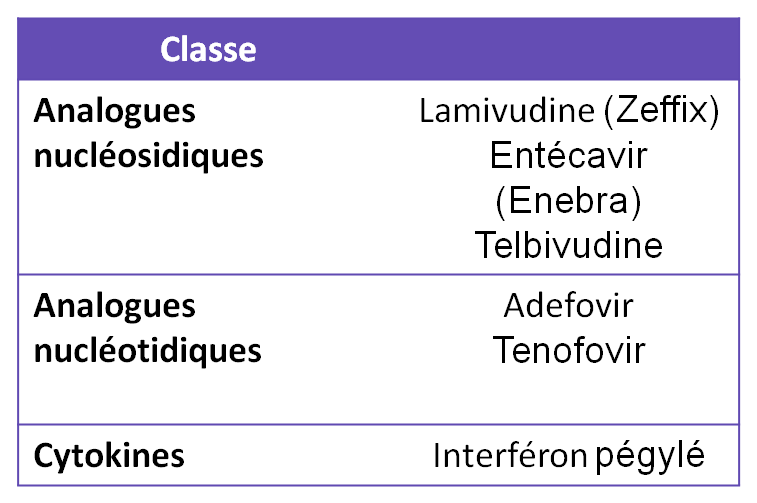 Classe
Analogues
nucléosidiques
Lamivudine (Zeffix)
Entécavir
(Enebra)
Telbivudine
Analogues
nucléotidiques
Adefovir
Tenofovir
Cytokines
Interféron pégylé